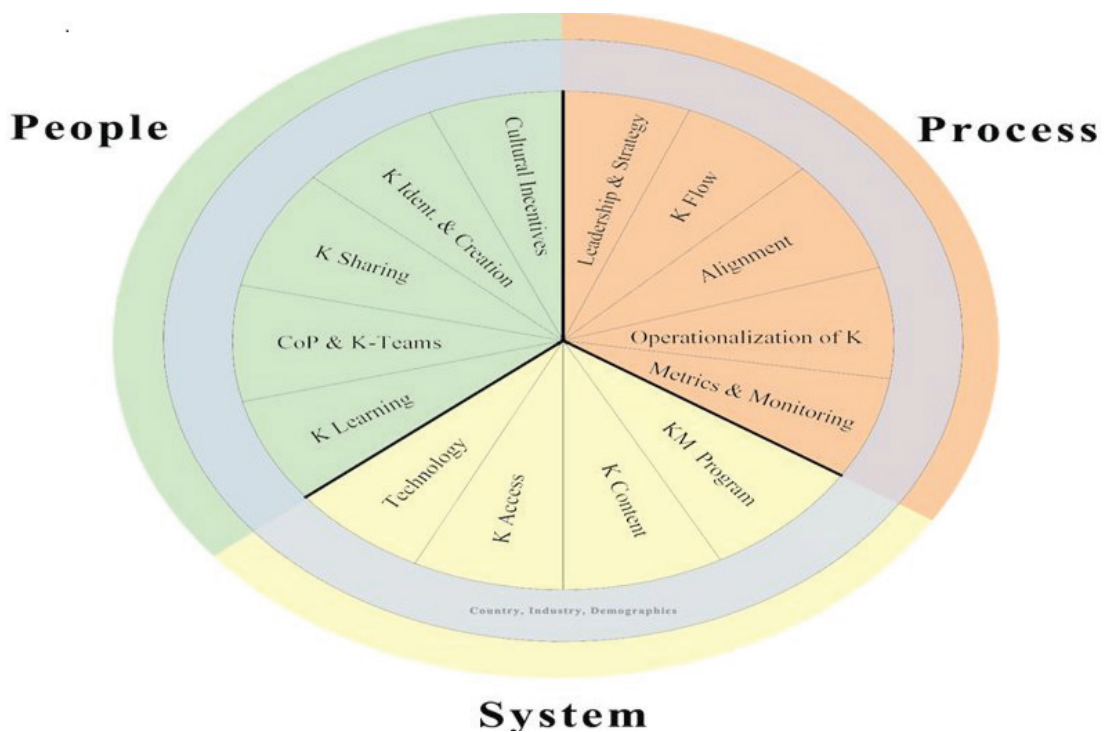 People
Process
Cultural Incentives
K Ident. & Creation
K Sharing
CoP & K-Teams
K Learning
Leadership & Strategy
K Flow
Alignment
Operationalization of K
Metrics & Monitoring
KM Program
K Content
K Access
Technology
Country, Industry, Demographics
System